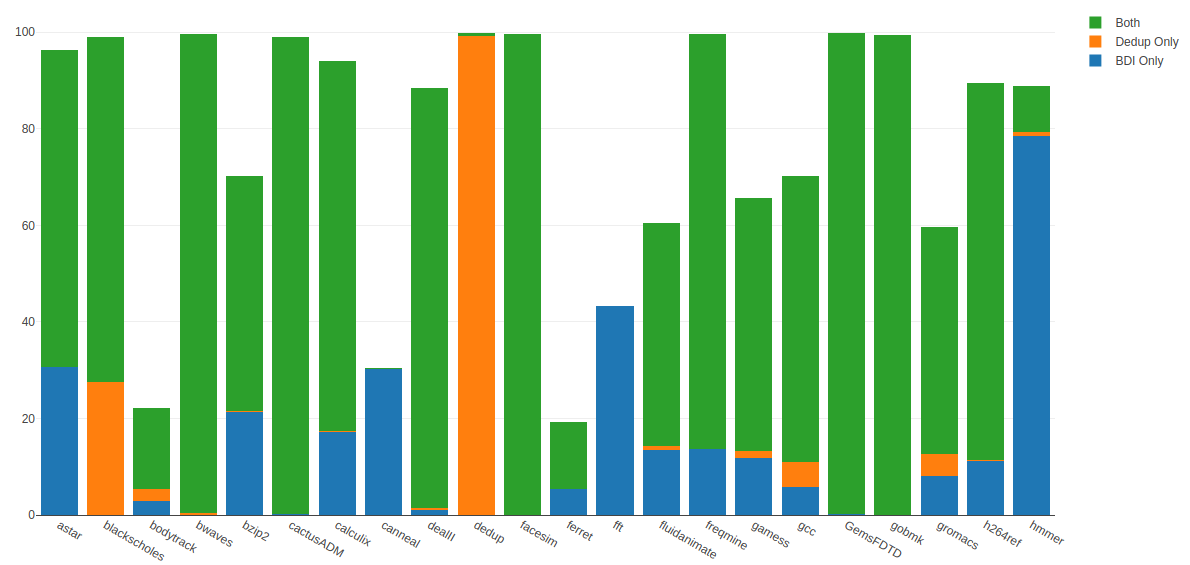 100
80
60
40
20
0
astar
blackscholes
bodytrack
bwaves
bzip2
cactusADM
calculix
canneal
dealII
dedup
facesim
ferret
fft
fluidanimate
freqmine
gamess
gcc
GemsFDTD
gobmk
gromacs
h264ref
hmmer
Both
Dedup Only
BDI Only